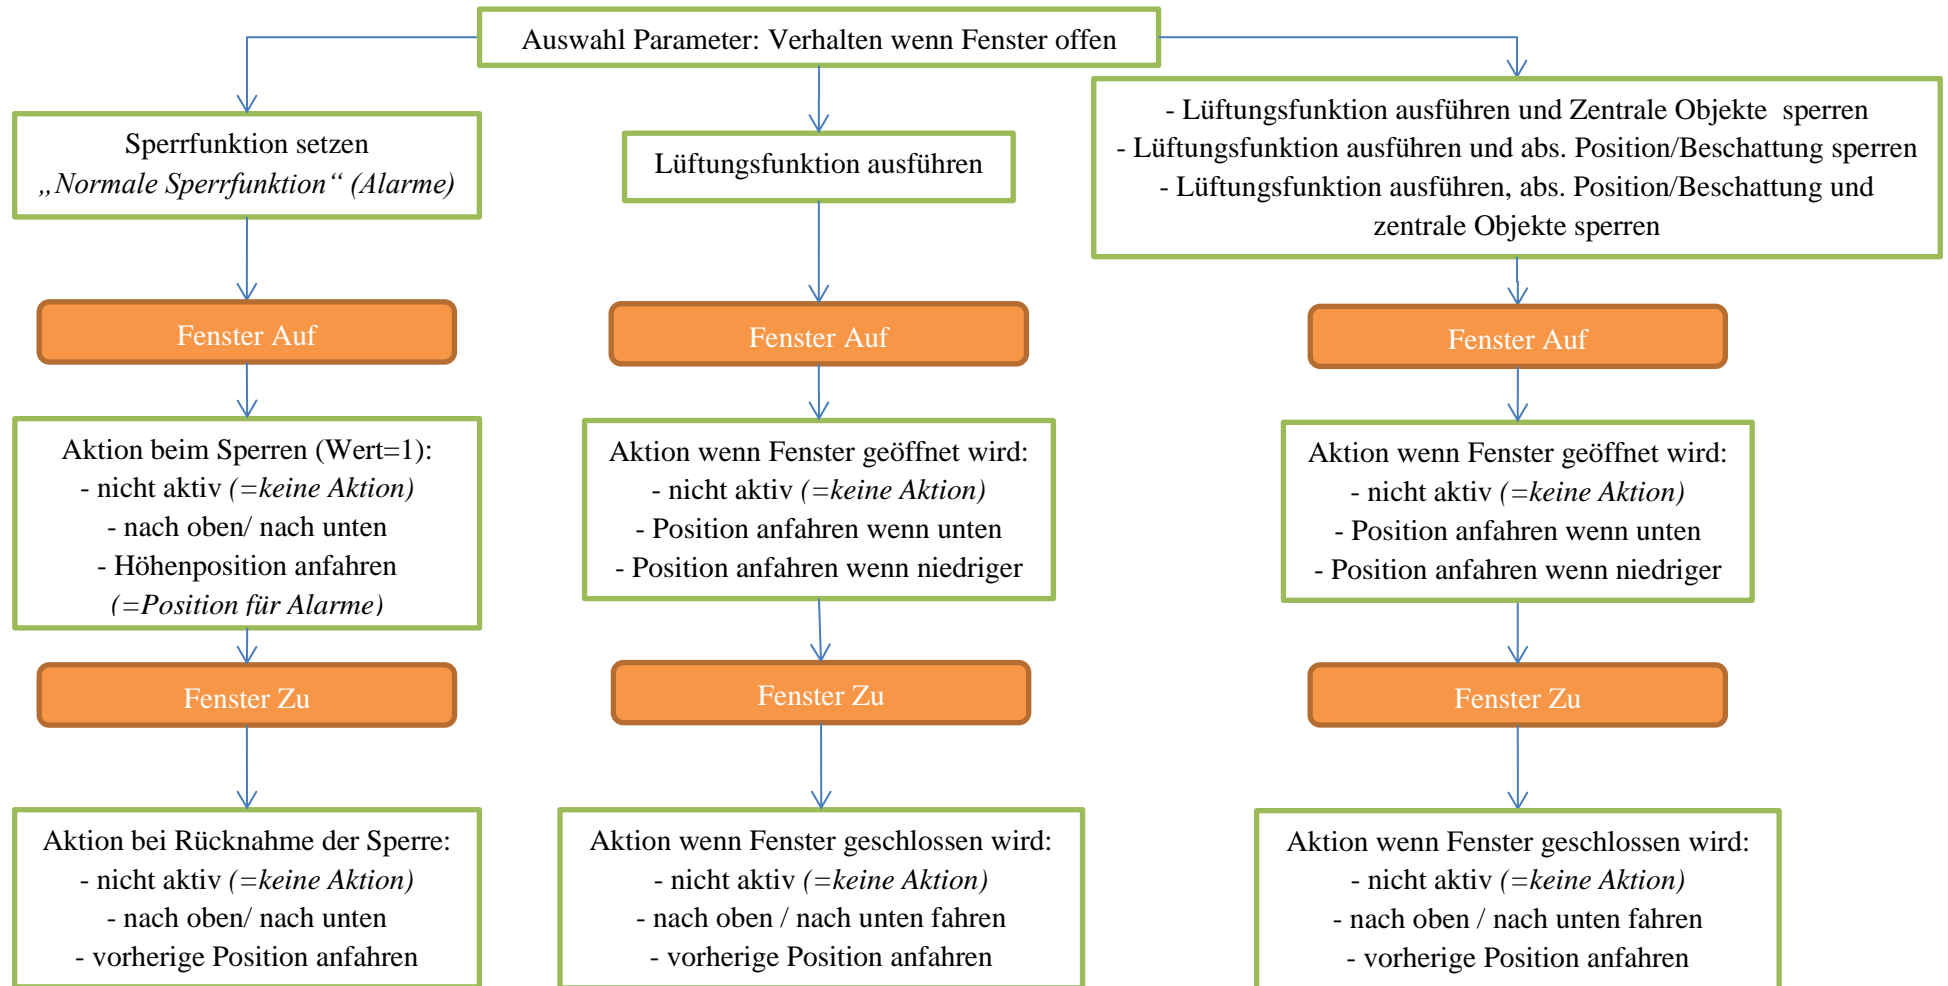 Auswahl Parameter: Verhalten wenn Fenster offen
Sperrfunktion setzen
„Normale Sperrfunktion“ (Alarme)
Lüftungsfunktion ausführen
- Lüftungsfunktion ausführen und Zentrale Objekte sperren
- Lüftungsfunktion ausführen und abs. Position/Beschattung sperren
- Lüftungsfunktion ausführen, abs. Position/Beschattung und
zentrale Objekte sperren
Fenster Auf
Fenster Auf
Fenster Auf
Aktion beim Sperren (Wert=1):
- nicht aktiv (=keine Aktion)
- nach oben/ nach unten
- Höhenposition anfahren
(=Position für Alarme)
Aktion wenn Fenster geöffnet wird:
- nicht aktiv (=keine Aktion)
- Position anfahren wenn unten
- Position anfahren wenn niedriger
Aktion wenn Fenster geöffnet wird:
- nicht aktiv (=keine Aktion)
- Position anfahren wenn unten
- Position anfahren wenn niedriger
Fenster Zu
Fenster Zu
Fenster Zu
Aktion bei Rücknahme der Sperre:
- nicht aktiv (=keine Aktion)
- nach oben/ nach unten
- vorherige Position anfahren
Aktion wenn Fenster geschlossen wird:
- nicht aktiv (=keine Aktion)
- nach oben / nach unten fahren
- vorherige Position anfahren
Aktion wenn Fenster geschlossen wird:
- nicht aktiv (=keine Aktion)
- nach oben / nach unten fahren
- vorherige Position anfahren